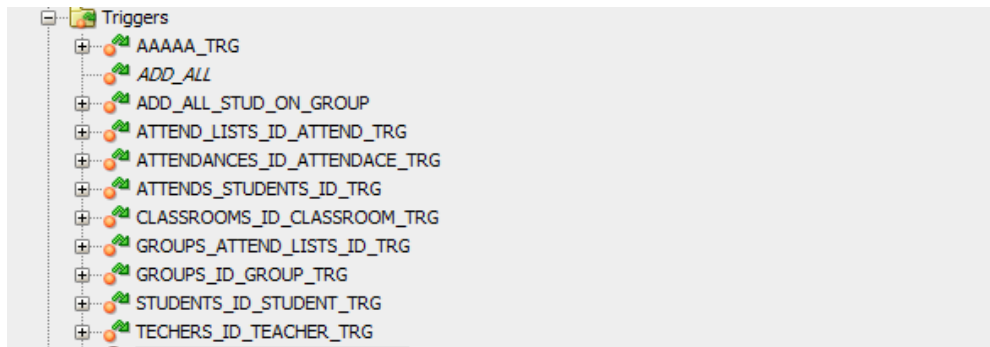 Triggers
AAAAA_TRG
ADD_ALL
ADD_ALL_STUD_ON_GROUP
ATTEND_LISTS_ID_ATTEND_TRG
ATTENDANCES_ID_ATTENDACE_TRG
ATTENDS_STUDENTS_ID_TRG
CLASSROOMS_ID_CLASSROOM_TRG
GROUPS_ATTEND_LISTS_ID_TRG
GROUPS_ID_GROUP_TRG
STUDENTS_ID_STUDENT_TRG
TECHERS_ID_TEACHER_TRG